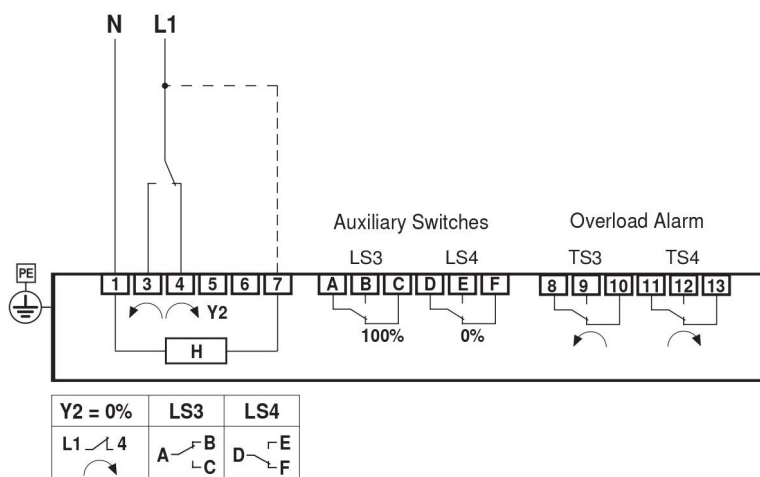 N L1
Auxiliary Switches Overload Alarm
LS3 LS4 TS3 TS4
PE
1 3 4 5 6 7 A B C D E F 8 9 10 11 12 13
Y2
100% 0%
H
Y2 = 0% LS3 LS4
L1 4 A B C D E F